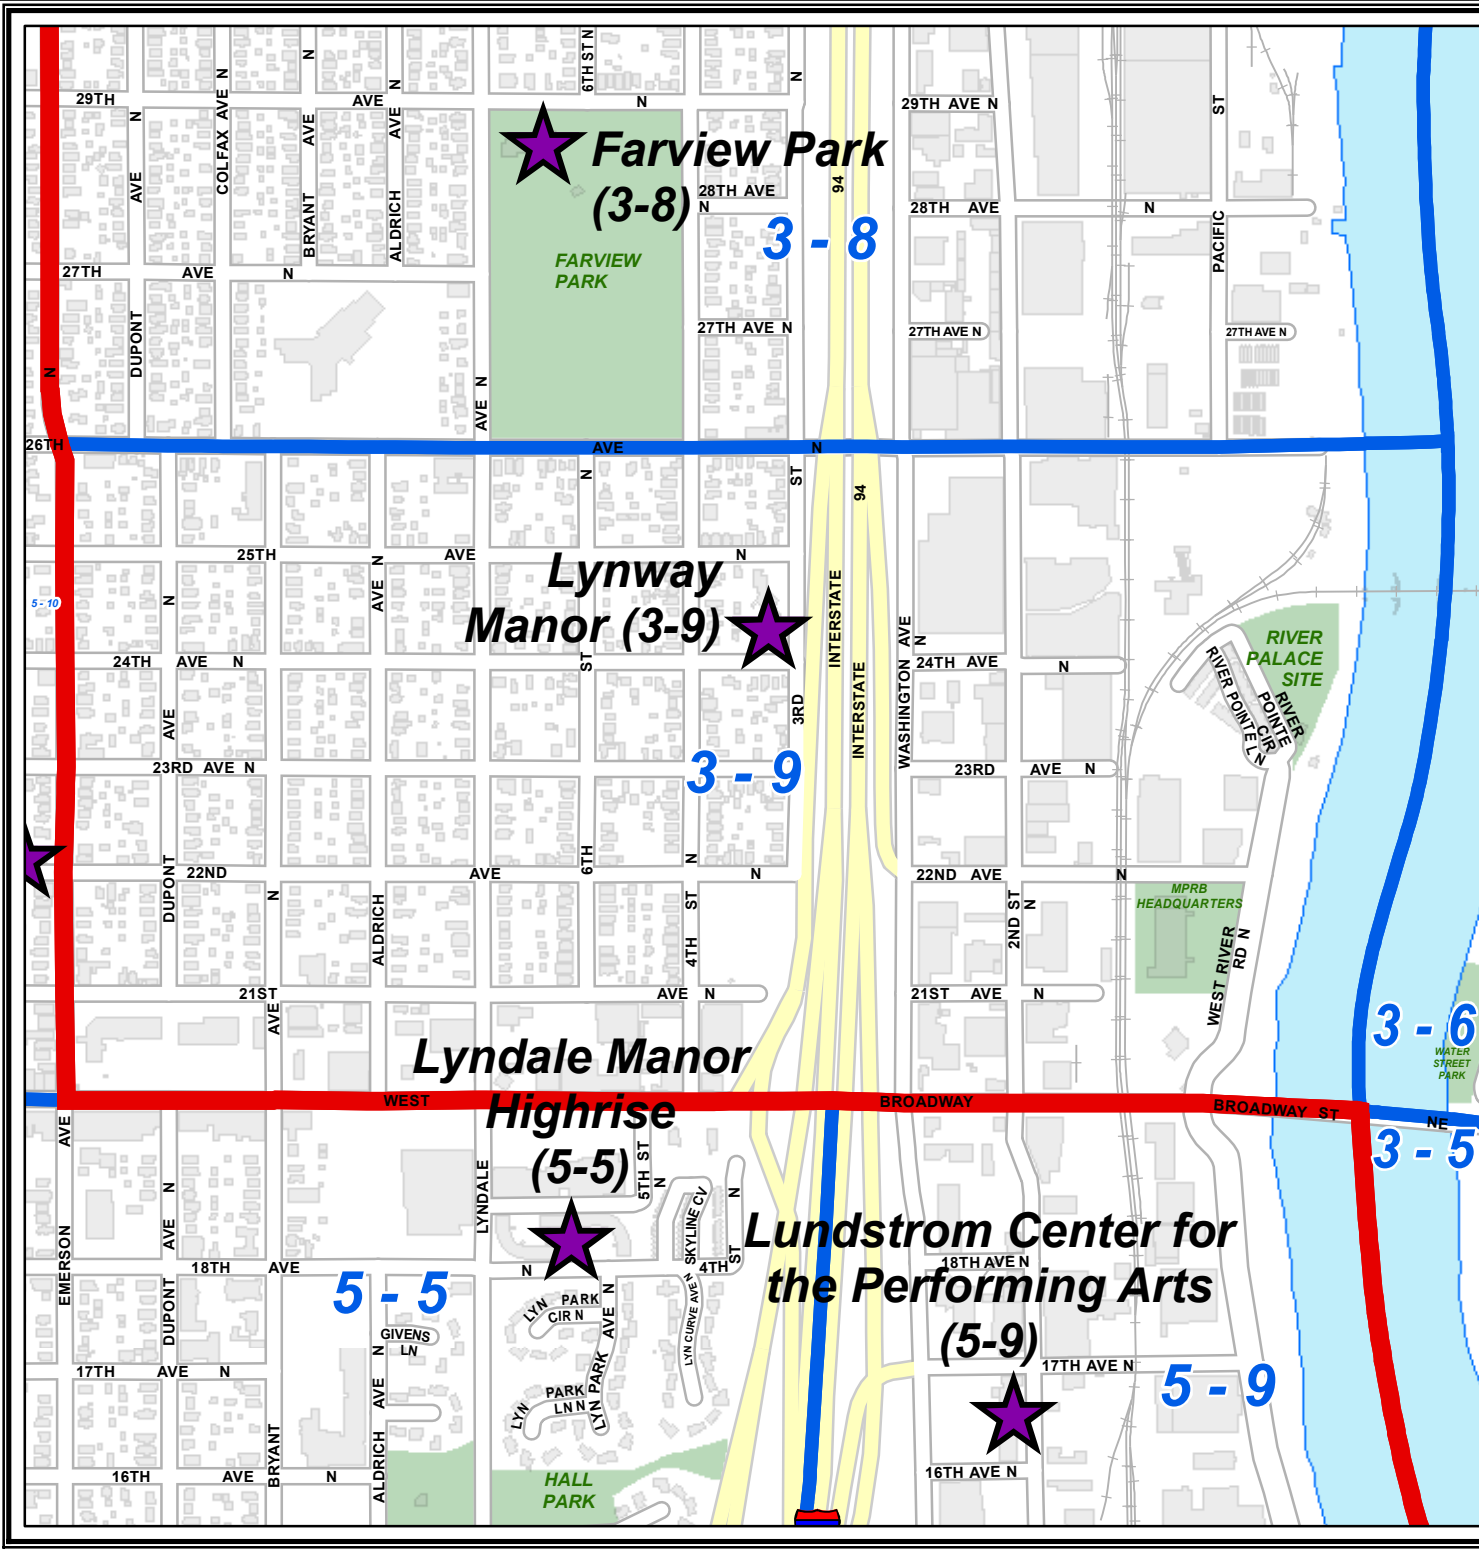 6TH ST N
N
N
N
N
29TH
AVE
N
29TH AVE N
ST
AVE
N
COLFAX AVE N
BRYANT
AVE
ALDRICH
AVE
Farview Park
(3-8)
94
28TH AVE
N
28TH AVE
N
3 - 8
PACIFIC
FARVIEW
PARK
27TH
AVE
N
DUPONT
27TH AVE N
27TH AVE N
27TH AVE N
N
AVE N
26TH
AVE
N
N
ST
94
25TH
AVE
N
Lynway
Manor (3-9)
5 - 10
N
AVE N
ST
INTERSTATE
INTERSTATE
WASHINGTON AVE
N
24TH
AVE
N
24TH AVE
N
RIVER
PALACE
SITE
RIVER POINTE LN
RIVER
POINTE
CIR
AVE
3RD
23RD AVE N
3 - 9
23RD
AVE
N
22ND
AVE
N
22ND AVE
N
DUPONT
N
ALDRICH
6TH
4TH ST N
2ND ST
N
MPRB
HEADQUARTERS
WEST RIVER
RD N
21ST
AVE N
21ST AVE
N
AVE
3 - 6
WATER
STREET
PARK
Lyndale Manor
Highrise
(5-5)
WEST
BROADWAY
BROADWAY ST
NE
3 - 5
AVE
EMERSON
AVE N
LYNDALE
5TH ST
N
SKYLINE CV
N
ST
4TH
18TH
AVE
N
Lundstrom Center for
the Performing Arts
(5-9)
18TH AVE N
5 - 5
DUPONT
GIVENS
LN
LYN
PARK
CIR N
LYN PARK AVE N
LYN CURVE AVE N
17TH
AVE
N
17TH AVE N
5 - 9
LYN
PARK
LN N
BRYANT
ALDRICH AVE N
16TH
AVE
N
HALL
PARK
16TH AVE N